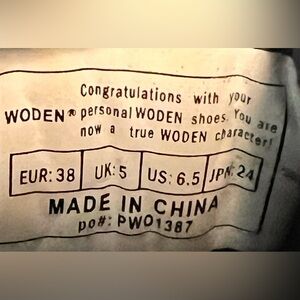 Congratulations with your
WODEN® personal WODEN shoes. You are
now a true WODEN character!
EUR: 38 UK: 5 US: 6.5 JPN: 24
MADE IN CHINA
po#: PWO1387